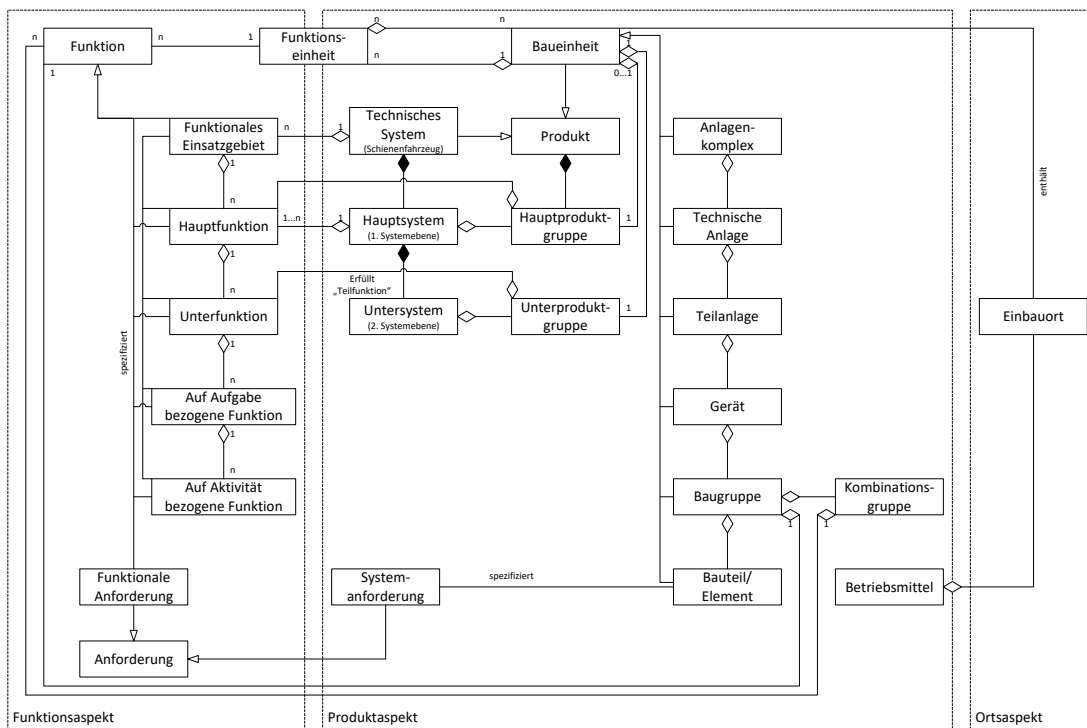 n
n
n
Funktion
n
1
Funktions-
einheit
Baueinheit
1
1
n
1
0...1
Funktionales
Einsatzgebiet
n
1
Technisches
System
(Schienenfahrzeug)
Produkt
Anlagen-
komplex
enthält
1
n
Hauptfunktion
1...n
1
Hauptsystem
(1. Systemebene)
Hauptprodukt-
gruppe
1
Technische
Anlage
1
n
Erfüllt
„Teilfunktion“
Unterfunktion
Untersystem
(2. Systemebene)
Unterprodukt-
gruppe
1
Teilanlage
Einbauort
spezifiziert
1
n
Auf Aufgabe
bezogene Funktion
Gerät
1
n
Auf Aktivität
bezogene Funktion
Baugruppe
Kombinations-
gruppe
1
1
Funktionale
Anforderung
System-
anforderung
spezifiziert
Bauteil/
Element
Betriebsmittel
Anforderung
Funktionsaspekt
Produktaspekt
Ortsaspekt